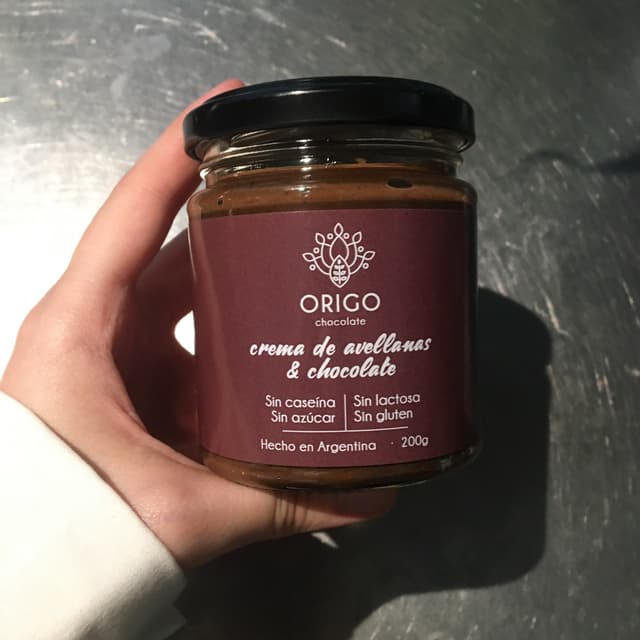 ORIGO
chocolate
crema de avellanas
& chocolate
Sin caseína Sin lactosa
Sin azúcar Sin gluten
Hecho en Argentina · 200g